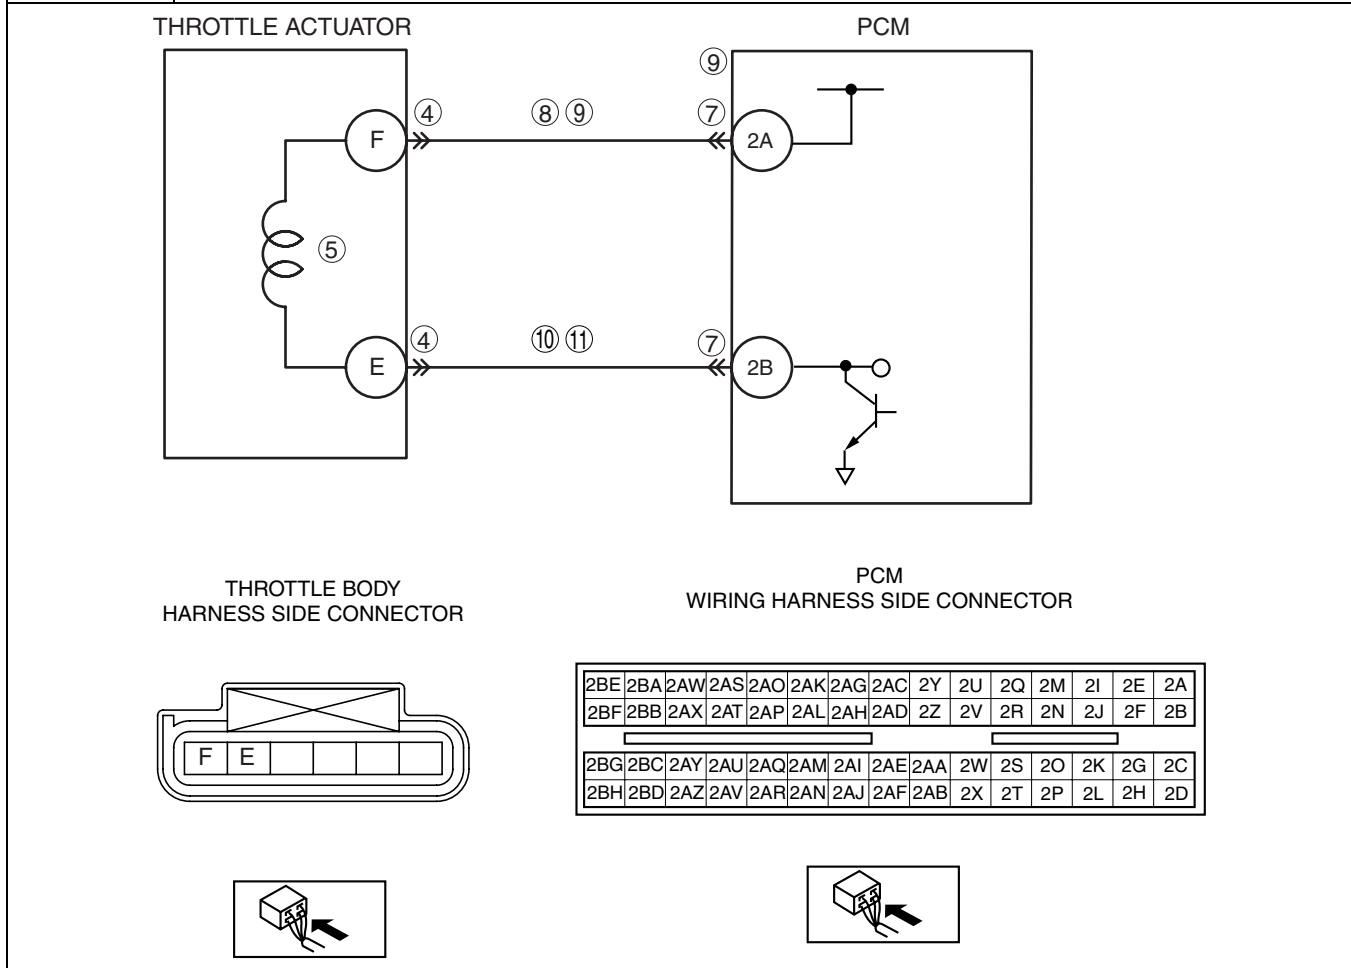 THROTTLE ACTUATOR
PCM
⑨
F
④
⑧ ⑨
⑦
2A
⑤
E
④
⑩ ⑪
⑦
2B
THROTTLE BODY
HARNESS SIDE CONNECTOR
F E
PCM
WIRING HARNESS SIDE CONNECTOR
2BE 2BA 2AW 2AS 2AO 2AK 2AG 2AC 2Y 2U 2Q 2M 2I 2E 2A
2BF 2BB 2AX 2AT 2AP 2AL 2AH 2AD 2Z 2V 2R 2N 2J 2F 2B
2BG 2BC 2AY 2AU 2AQ 2AM 2AI 2AE 2AA 2W 2S 2O 2K 2G 2C
2BH 2BD 2AZ 2AV 2AR 2AN 2AJ 2AF 2AB 2X 2T 2P 2L 2H 2D